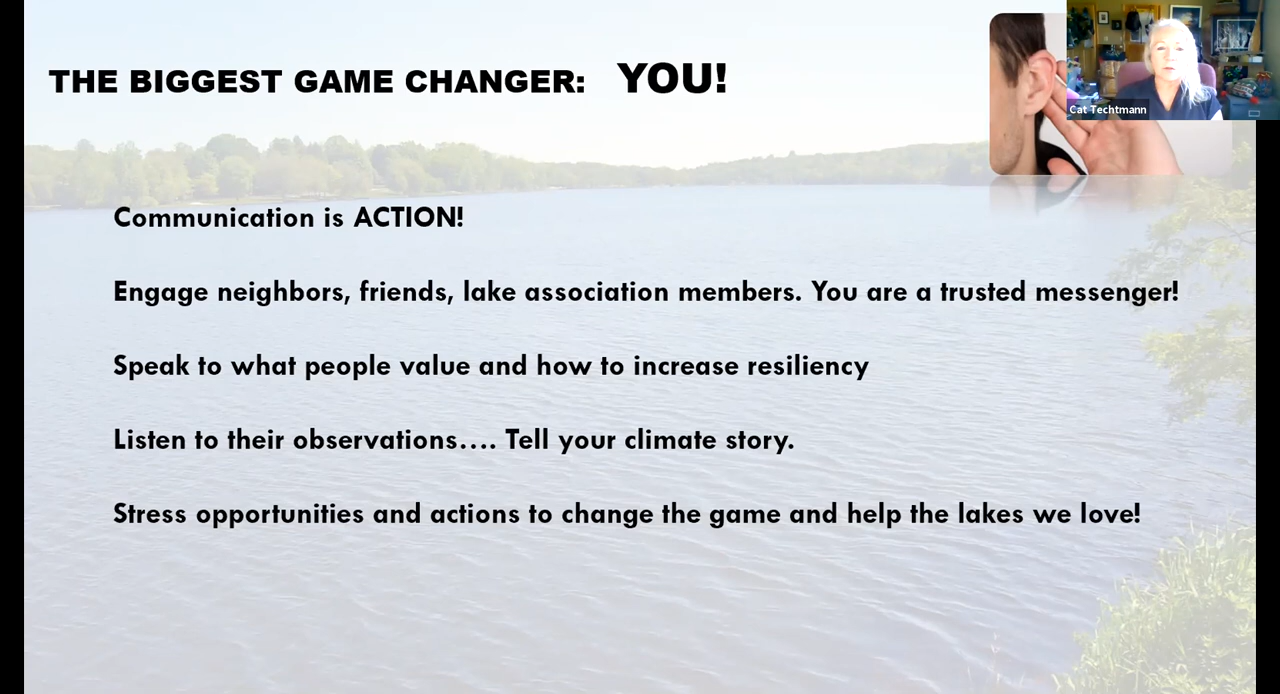 THE BIGGEST GAME CHANGER: YOU!
Cat Techtmann
Communication is ACTION!
Engage neighbors, friends, lake association members. You are a trusted messenger!
Speak to what people value and how to increase resiliency
Listen to their observations…. Tell your climate story.
Stress opportunities and actions to change the game and help the lakes we love!